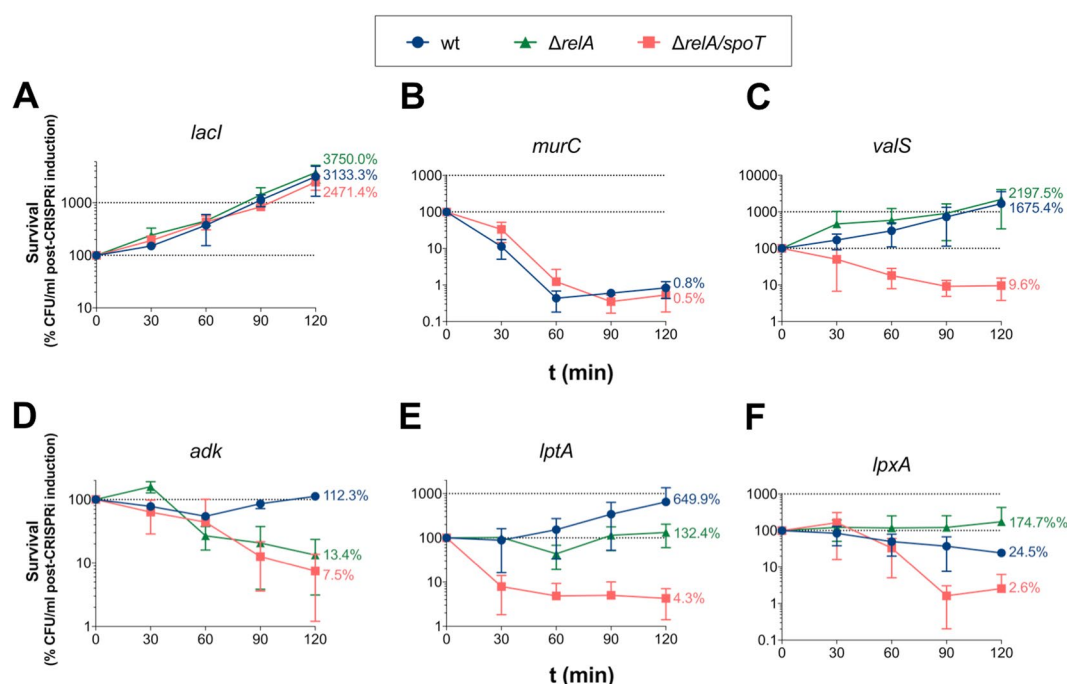 wt ΔrelA ΔrelA/spoT
A B C
lacI murC valS
Survival
(% CFU/ml post-CRISPRi induction)
1000
100
10
0 30 60 90 120
3750.0%
3133.3%
2471.4%
1000
100
10
1
0.1
0 30 60 90 120
0.8%
0.5%
10000
1000
100
10
1
0 30 60 90 120
2197.5%
1675.4%
9.6%
t (min)
D E F
adk lptA lpxA
Survival
(% CFU/ml post-CRISPRi induction)
100
10
1
0 30 60 90 120
112.3%
13.4%
7.5%
1000
100
10
1
0 30 60 90 120
649.9%
132.4%
4.3%
1000
100
10
1
0.1
0 30 60 90 120
174.7%%
24.5%
2.6%
t (min)